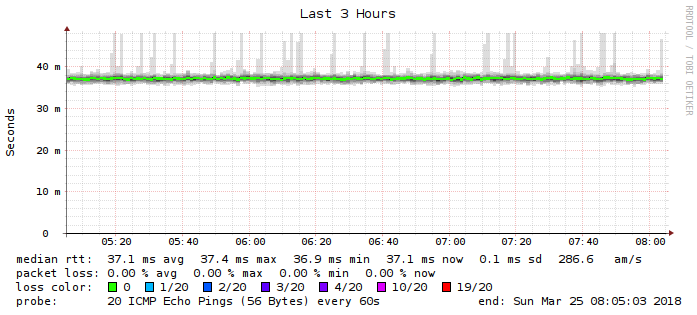 Last 3 Hours
RRDTOOL / TOBI OETIKER
Seconds
40 m
30 m
20 m
10 m
0
05:20 05:40 06:00 06:20 06:40 07:00 07:20 07:40 08:00
median rtt: 37.1 ms avg 37.4 ms max 36.9 ms min 37.1 ms now 0.1 ms sd 286.6 am/s
packet loss: 0.00 % avg 0.00 % max 0.00 % min 0.00 % now
loss color: 0 1/20 2/20 3/20 4/20 10/20 19/20
probe: 20 ICMP Echo Pings (56 Bytes) every 60s end: Sun Mar 25 08:05:03 2018